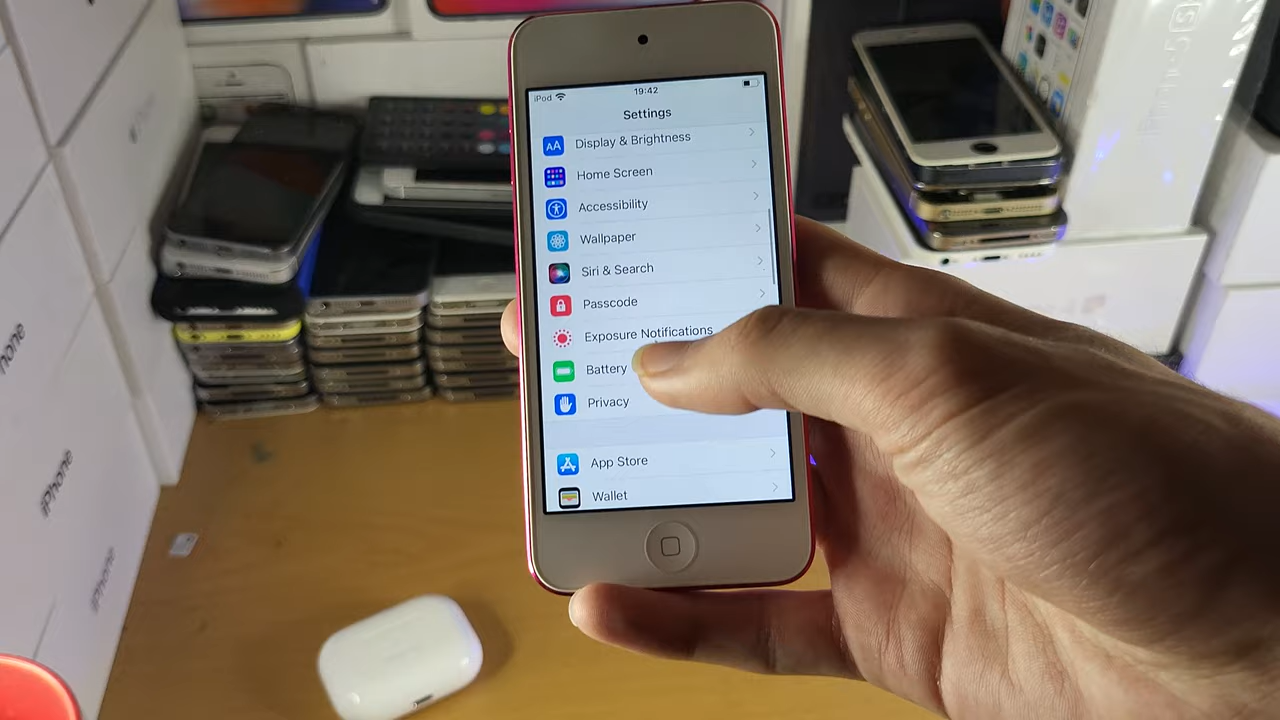 iPod
19:42
Settings
AA
Display & Brightness
Home Screen
Accessibility
Wallpaper
Siri & Search
Passcode
Exposure Notifications
Battery
Privacy
App Store
Wallet
iPhone
iPhone